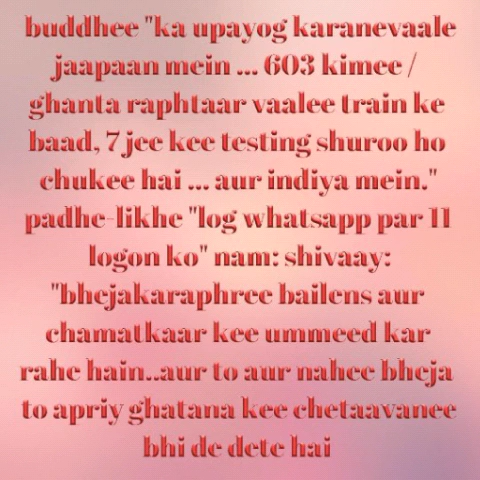 buddhee "ka upayog karanevaale
jaapaan mein ... 603 kimee /
ghanta raphtaar vaalee train ke
baad, 7 jee kee testing shuroo ho
chukee hai ... aur indiya mein."
padhe-likhe "log whatsapp par 11
logon ko" nam: shivaay:
"bhejakaraphree bailens aur
chamatkaar kee ummeed kar
rahe hain..aur to aur nahee bheja
to apriy ghatana kee chetaavanee
bhi de dete hai